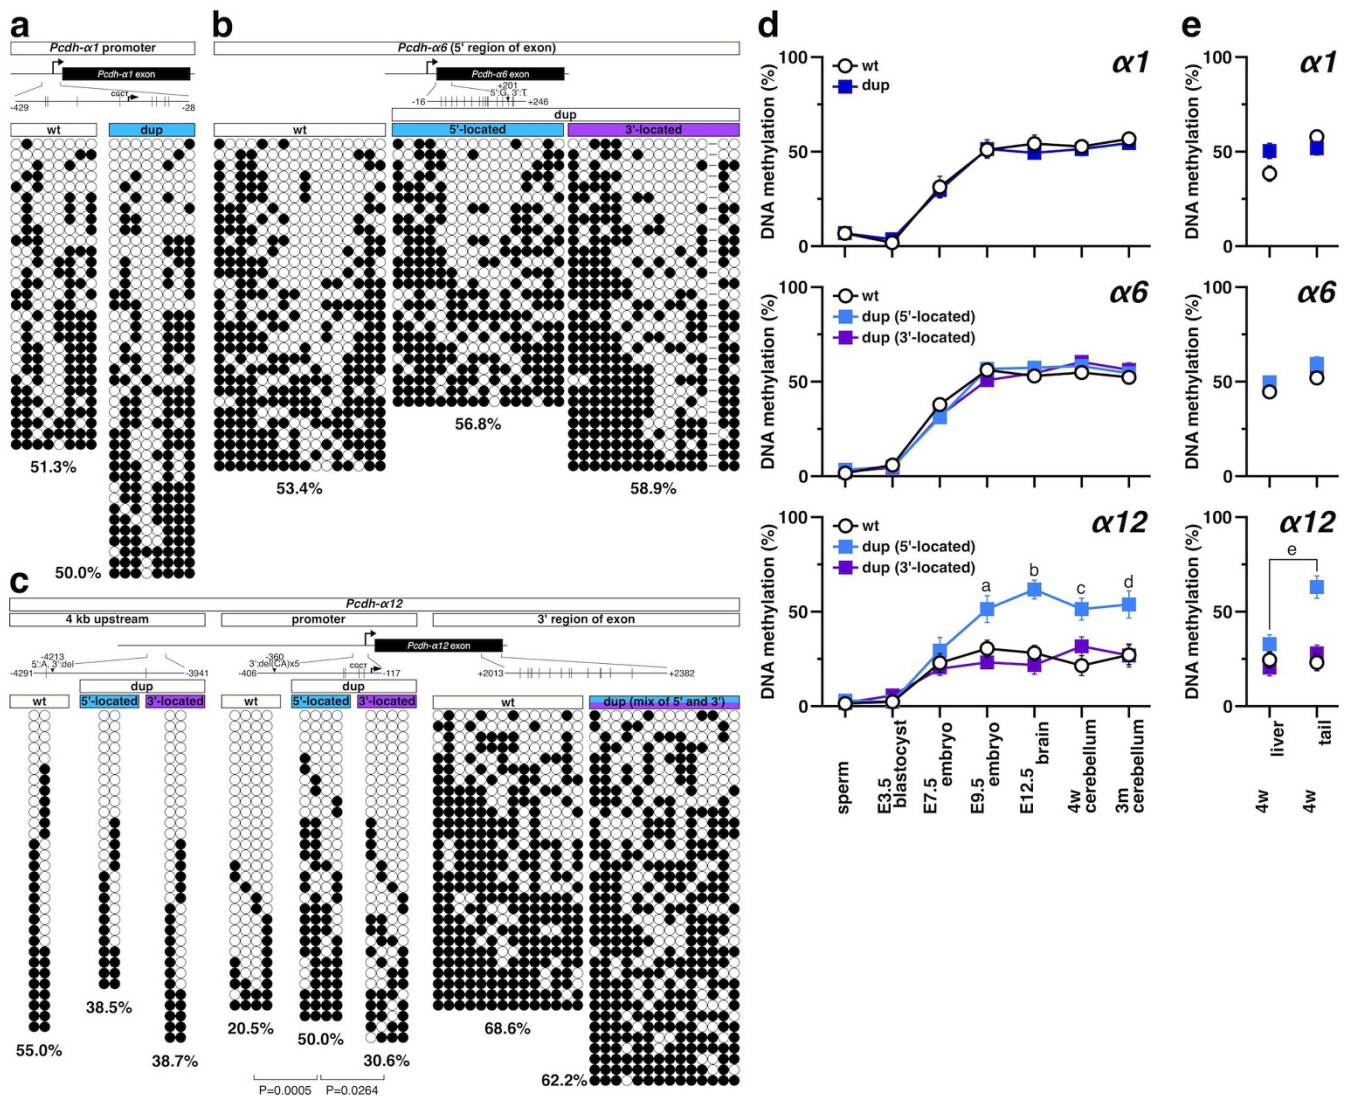 a
Pcdh-α1 promoter
Pcdh-α1 exon
CGCT
-429
-28
wt
dup
51.3%
50.0%
b
Pcdh-α6 (5' region of exon)
Pcdh-α6 exon
+201
5':G, 3':T
-16
+246
dup
wt
5'-located
3'-located
53.4%
56.8%
58.9%
c
Pcdh-α12
4 kb upstream
promoter
3' region of exon
Pcdh-α12 exon
-4213
5':A, 3':del
-4291
-3941
-360
3':del(CA)x5
CGCT
-406
-117
+2013
+2382
dup
dup
wt
5'-located
3'-located
wt
5'-located
3'-located
wt
dup (mix of 5' and 3')
55.0%
38.5%
38.7%
20.5%
50.0%
30.6%
68.6%
62.2%
P=0.0005
P=0.0264
d
DNA methylation (%)
100
50
0
wt
dup
α1
DNA methylation (%)
100
50
0
wt
dup (5'-located)
dup (3'-located)
α6
DNA methylation (%)
100
50
0
wt
dup (5'-located)
dup (3'-located)
α12
a
b
c
d
sperm
E3.5 blastocyst
E7.5 embryo
E9.5 embryo
E12.5 brain
4w cerebellum
3m cerebellum
e
DNA methylation (%)
100
50
0
α1
DNA methylation (%)
100
50
0
α6
DNA methylation (%)
100
50
0
α12
e
4w liver
4w tail